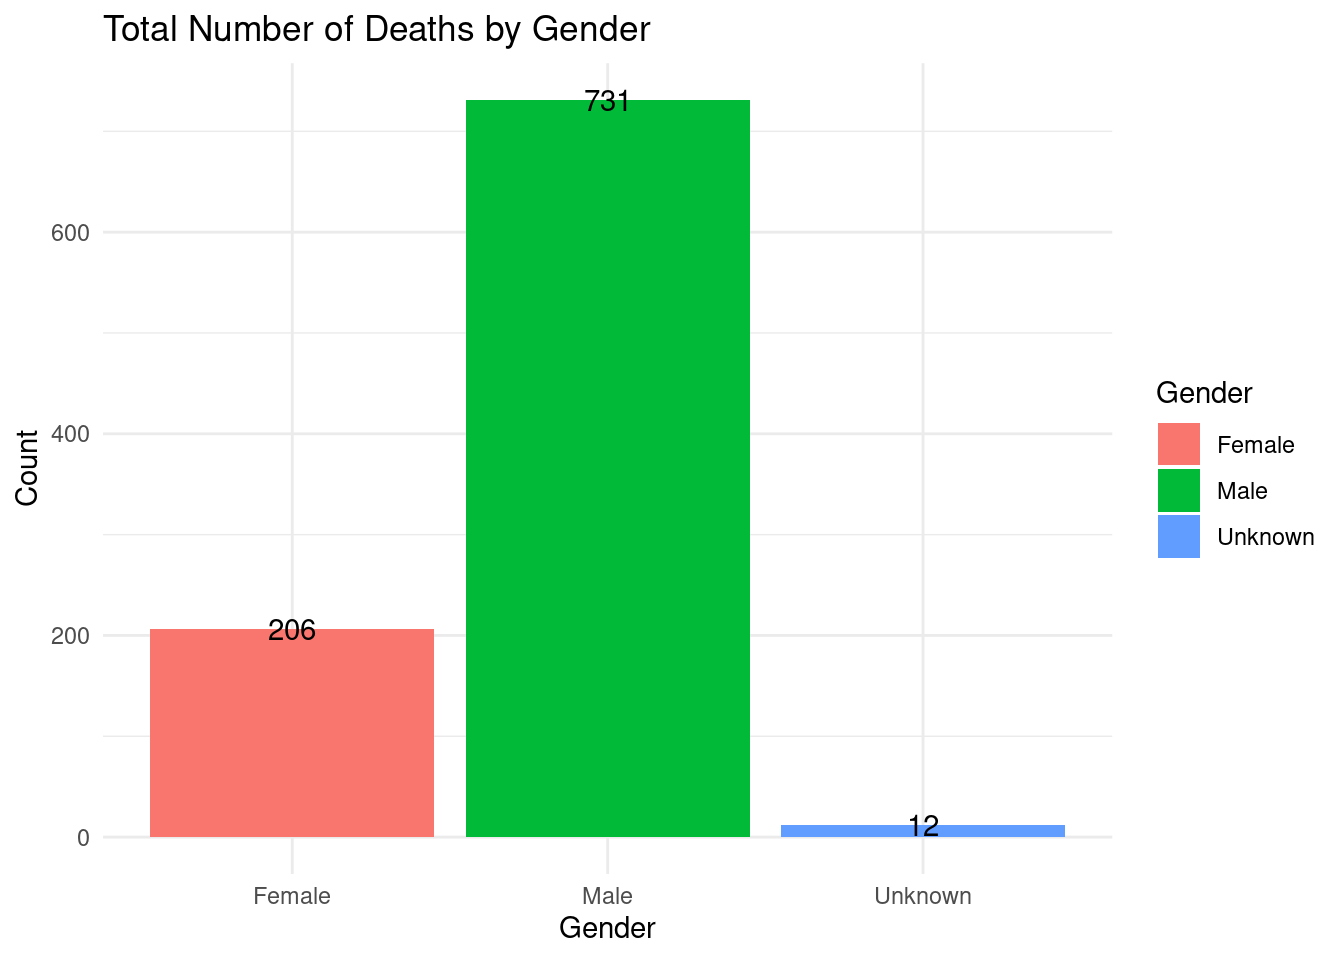 Total Number of Deaths by Gender
731
600
400
206
200
12
0
Count
Female
Male
Unknown
Gender
Gender
Female
Male
Unknown